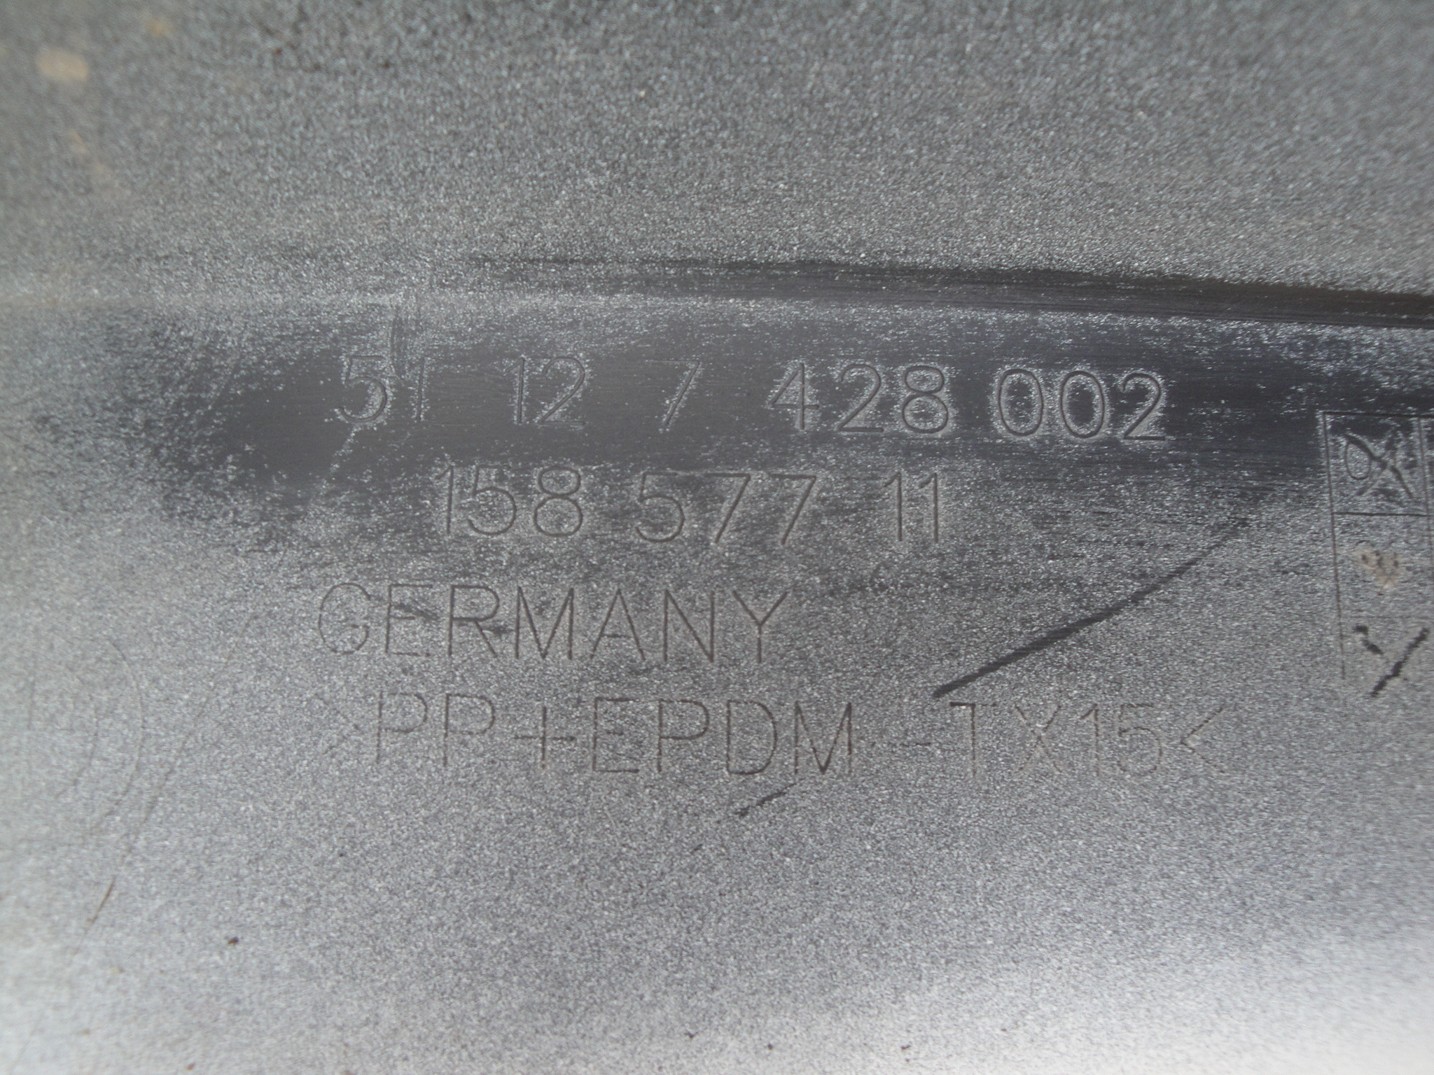 51 12 7 428 002
158 577 11
GERMANY
>PP+EPDM-TX15<